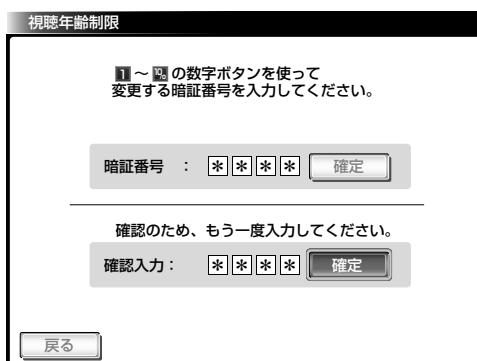 視聴年齢制限
1 ~ 10/0 の数字ボタンを使って
変更する暗証番号を入力してください。
暗証番号 : **** 確定
確認のため、もう一度入力してください。
確認入力: **** 確定
戻る